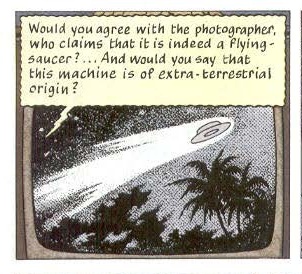 Would you agree with the photographer,
who claims that it is indeed a flying-
saucer?... And would you say that
this machine is of extra-terrestrial
origin?